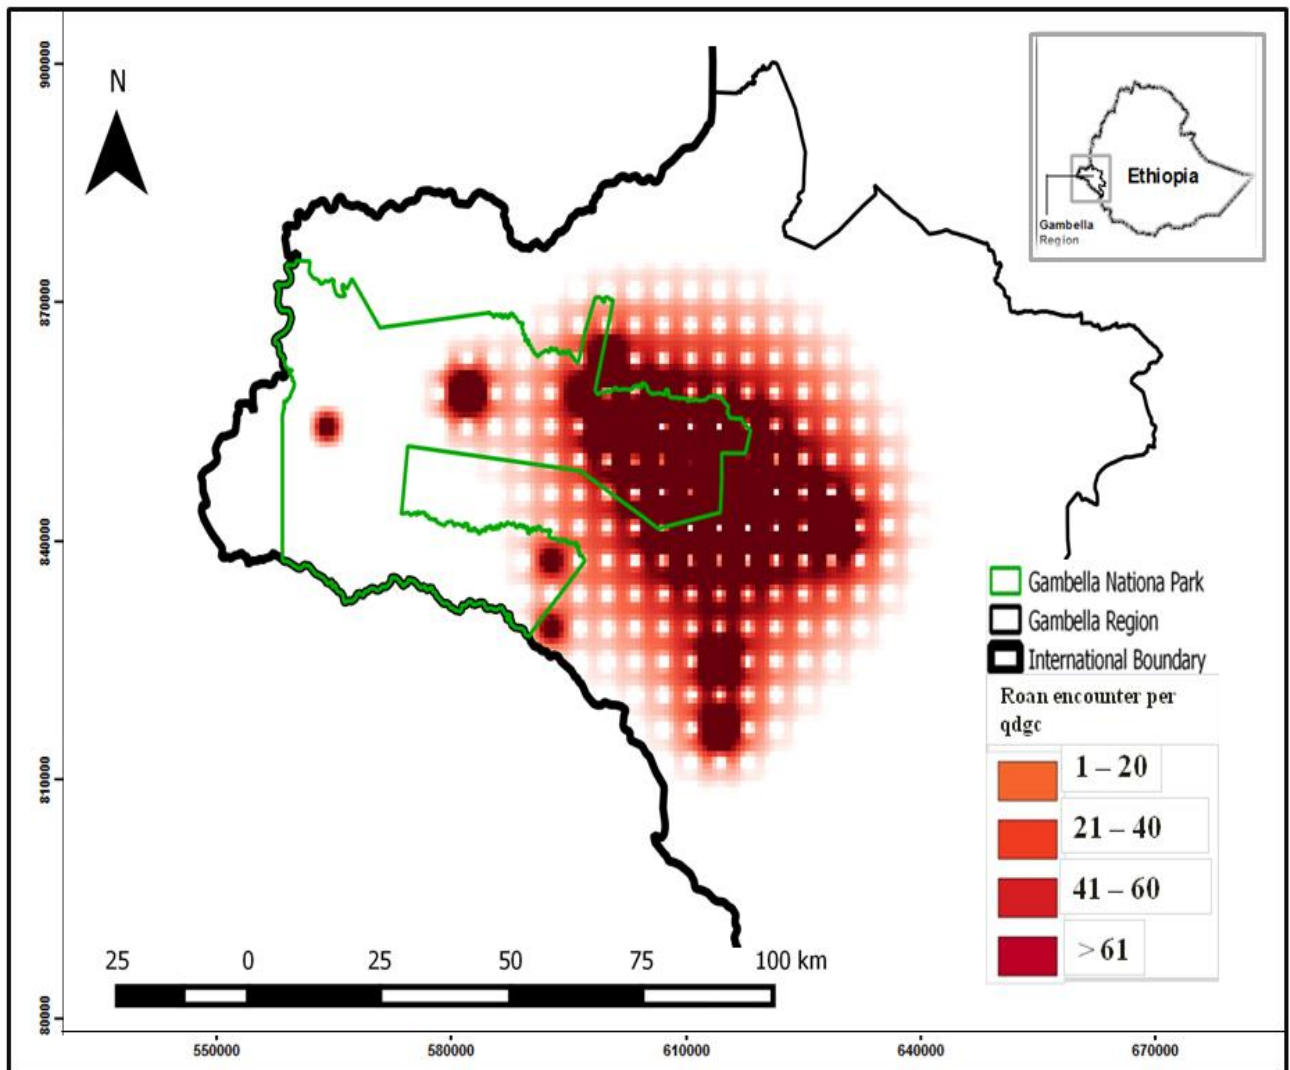 N
900000
870000
840000
810000
80000
550000
580000
610000
640000
670000
Ethiopia
Gambella
Region
Gambella Nationa Park
Gambella Region
International Boundary
Roan encounter per
qdgc
1 – 20
21 – 40
41 – 60
> 61
25 0 25 50 75 100 km